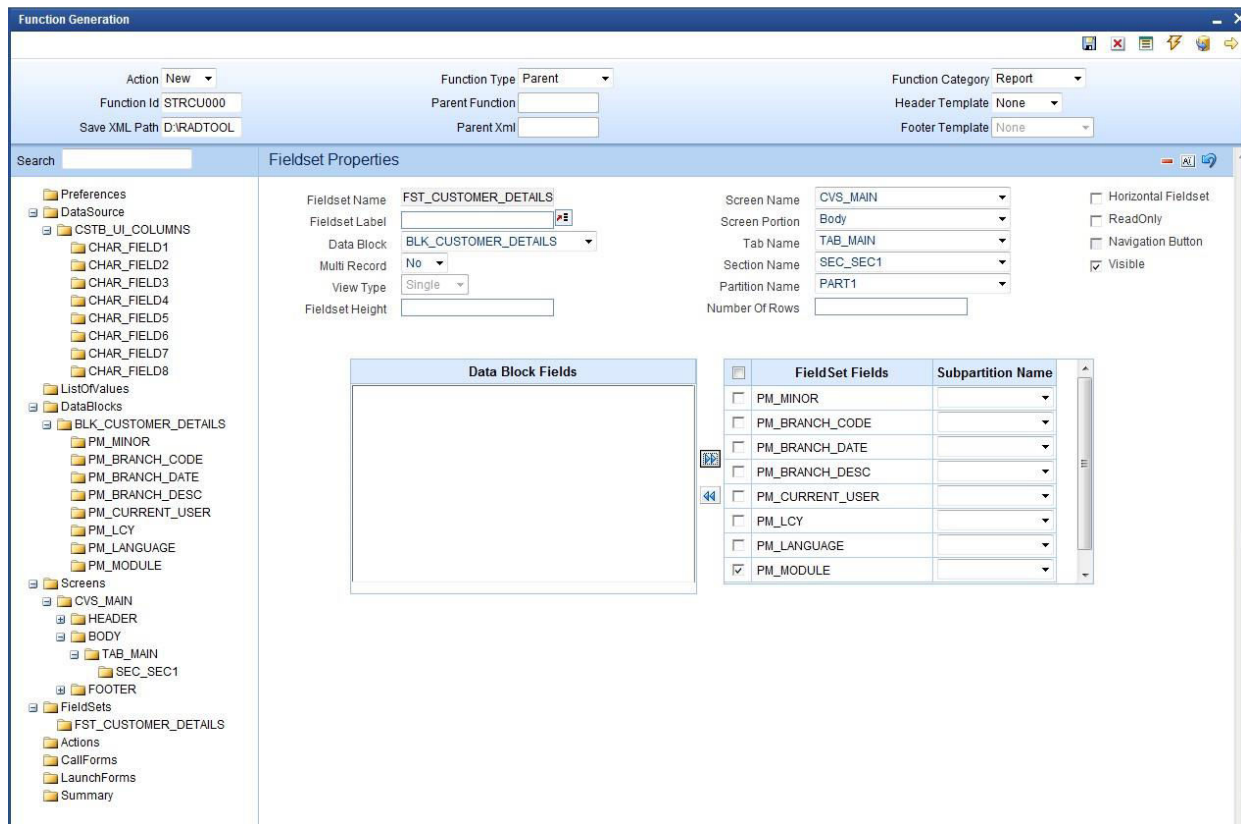 Function Generation
Action New Function Type Parent Function Category Report
Function Id STRCU000 Parent Function Header Template None
Save XML Path D:\RADTOOL Parent Xml Footer Template None
Search
Fieldset Properties
Preferences
DataSource
CSTB_UI_COLUMNS
CHAR_FIELD1
CHAR_FIELD2
CHAR_FIELD3
CHAR_FIELD4
CHAR_FIELD5
CHAR_FIELD6
CHAR_FIELD7
CHAR_FIELD8
ListOfValues
DataBlocks
BLK_CUSTOMER_DETAILS
PM_MINOR
PM_BRANCH_CODE
PM_BRANCH_DATE
PM_BRANCH_DESC
PM_CURRENT_USER
PM_LCY
PM_LANGUAGE
PM_MODULE
Screens
CVS_MAIN
HEADER
BODY
TAB_MAIN
SEC_SEC1
FOOTER
FieldSets
FST_CUSTOMER_DETAILS
Actions
CallForms
LaunchForms
Summary
Fieldset Name FST_CUSTOMER_DETAILS Screen Name CVS_MAIN Horizontal Fieldset
Fieldset Label Screen Portion Body ReadOnly
Data Block BLK_CUSTOMER_DETAILS Tab Name TAB_MAIN Navigation Button
Multi Record No Section Name SEC_SEC1 Visible
View Type Single Partition Name PART1
Fieldset Height Number Of Rows
Data Block Fields FieldSet Fields Subpartition Name
PM_MINOR
PM_BRANCH_CODE
PM_BRANCH_DATE
PM_BRANCH_DESC
PM_CURRENT_USER
PM_LCY
PM_LANGUAGE
PM_MODULE